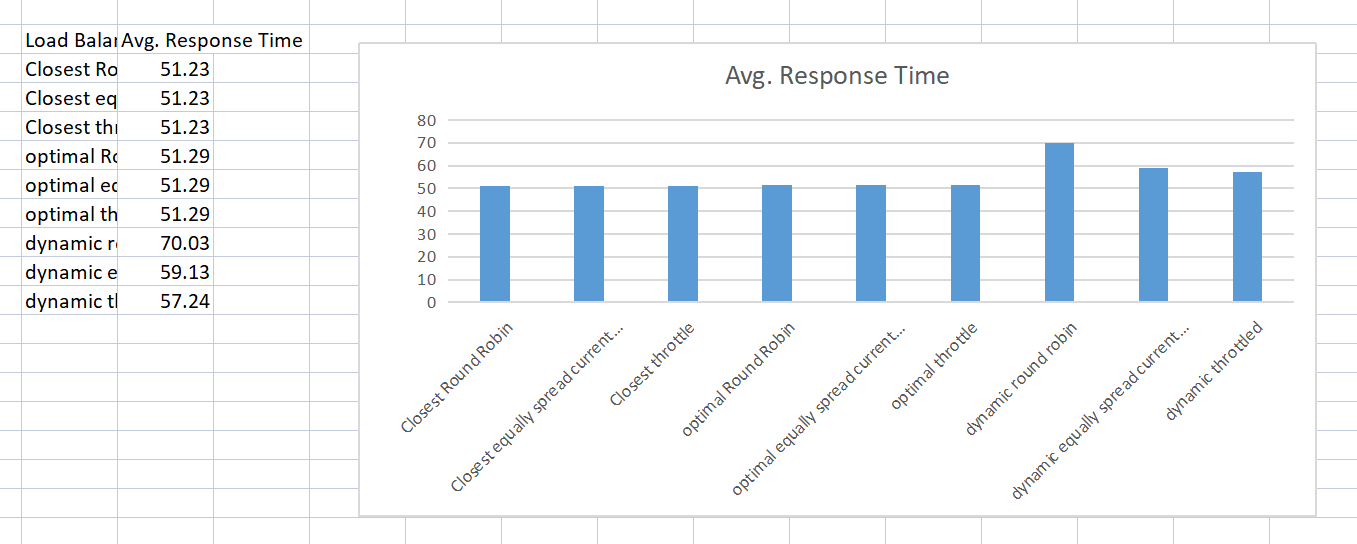 Load Balar Avg. Response Time
Closest Ro 51.23
Closest eq 51.23
Closest thr 51.23
optimal Ro 51.29
optimal eq 51.29
optimal th 51.29
dynamic r 70.03
dynamic e 59.13
dynamic tl 57.24
Avg. Response Time
80
70
60
50
40
30
20
10
0
Closest Round Robin
Closest equally spread current...
Closest throttle
optimal Round Robin
optimal equally spread current...
optimal throttle
dynamic round robin
dynamic equally spread current...
dynamic throttled